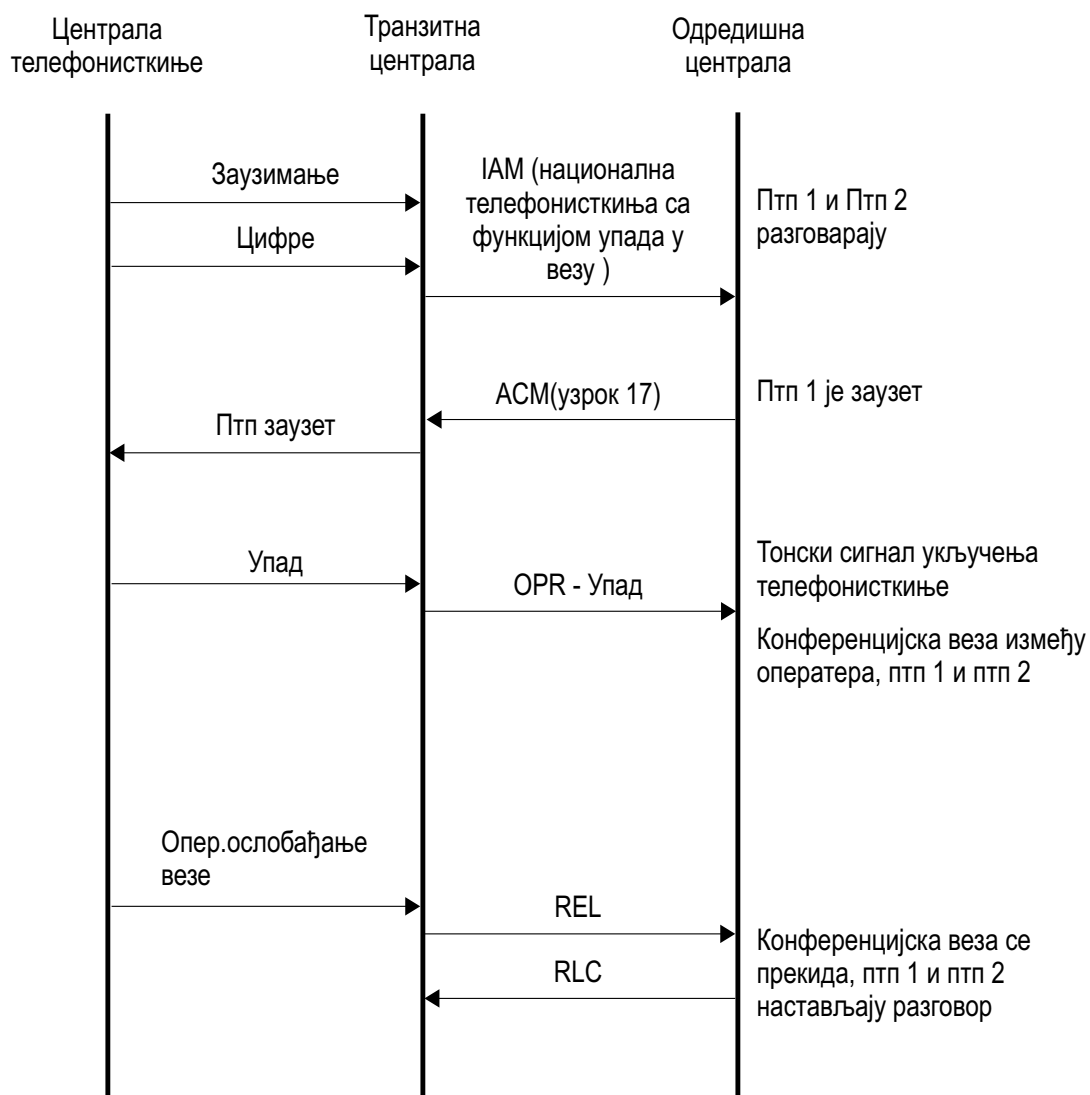 Централа
телефонисткиње
Транзитна
централа
Одредишна
централа
Заузимање
Цифре
IAM (национална
телефонисткиња са
функцијом упада у
везу )
Птп 1 и Птп 2
разговарају
ACM(узрок 17)
Птп 1 је заузет
Птп заузет
Упад
OPR - Упад
Тонски сигнал укључења
телефонисткиње
Конференцијска веза између
оператера, птп 1 и птп 2
Опер.ослобађање
везе
REL
RLC
Конференцијска веза се
прекида, птп 1 и птп 2
настављају разговор